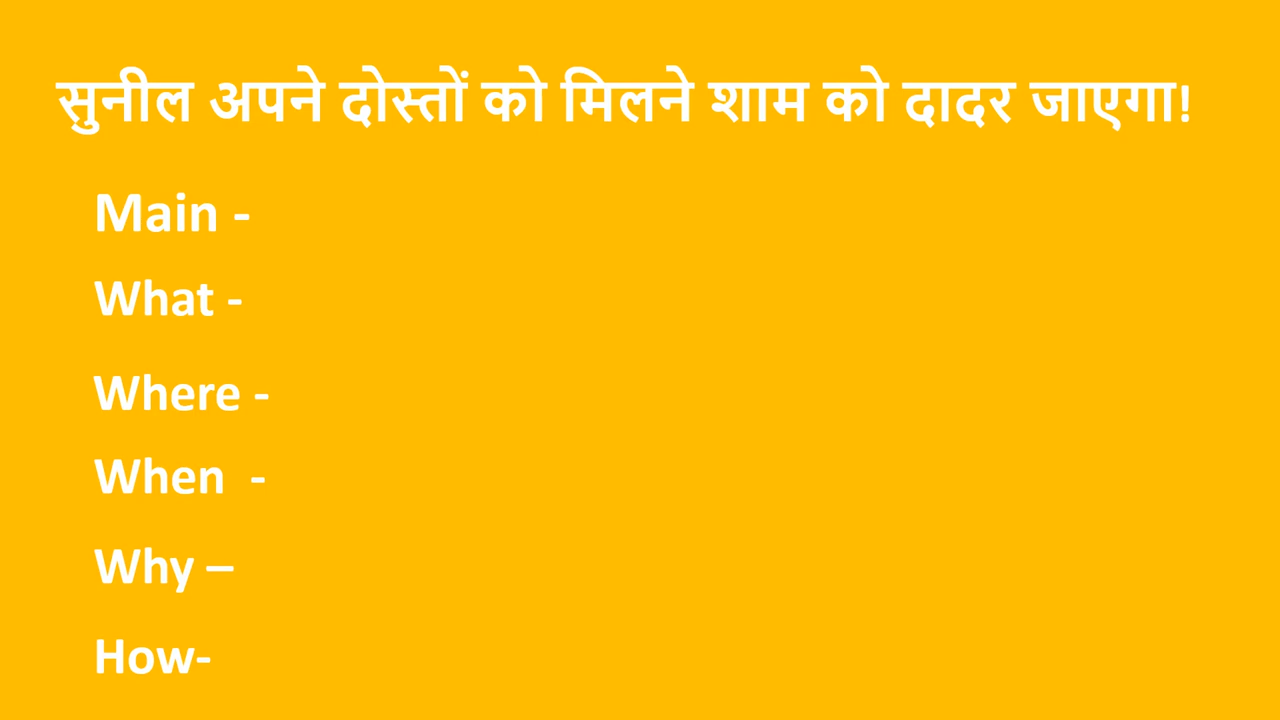 सुनील अपने दोस्तों को मिलने शाम को दादर जाएगा!
Main -
What -
Where -
When -
Why –
How-